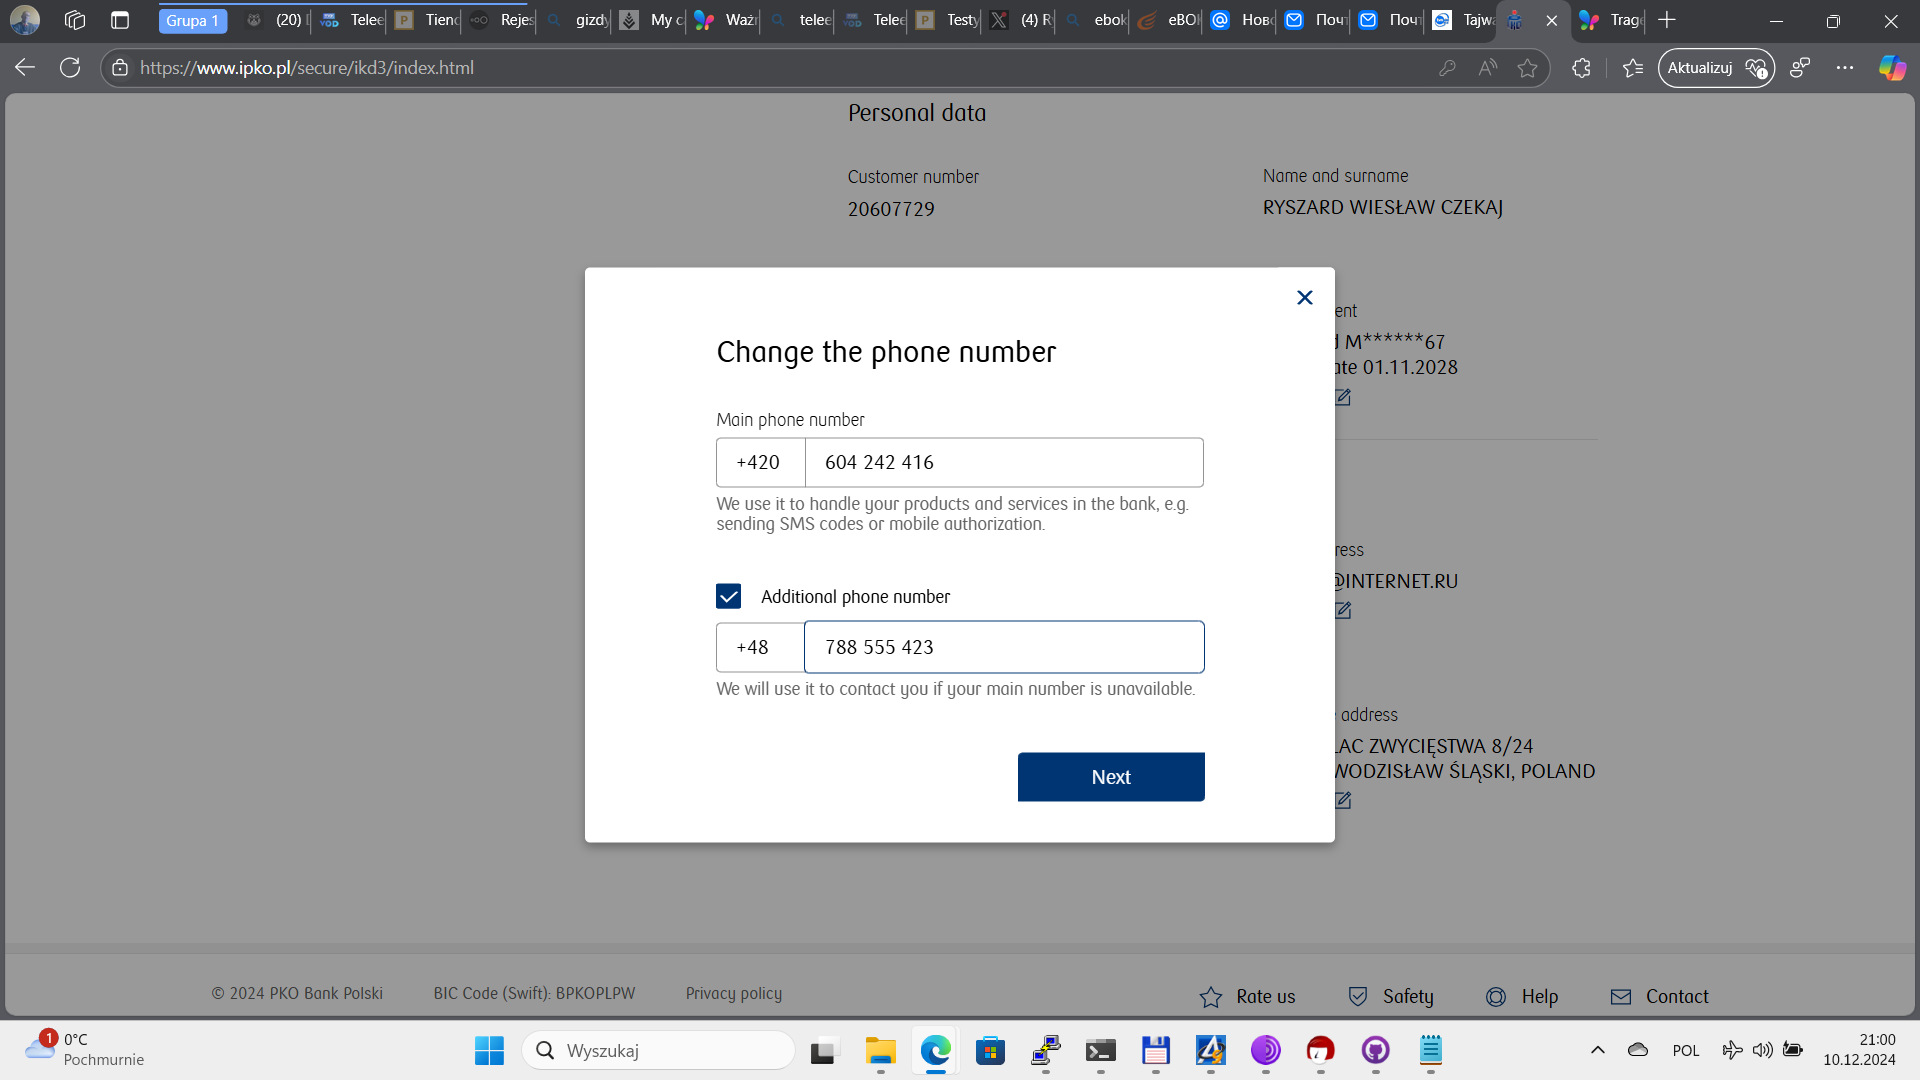 Grupa 1
(20)
Telee
Tienc
Rejes
gizdy
My c
Ważn
telee
Telee
Testy
(4) R
ebok
eBO
Ново
Почт
Почт
Tajwa
Trage
https://www.ipko.pl/secure/ikd3/index.html
Aktualizuj
Personal data
Customer number
Name and surname
20607729
RYSZARD WIESŁAW CZEKAJ
ent
M******67
ate 01.11.2028
Change the phone number
Main phone number
+420
604 242 416
We use it to handle your products and services in the bank, e.g.
sending SMS codes or mobile authorization.
ress
@INTERNET.RU
Additional phone number
+48
788 555 423
We will use it to contact you if your main number is unavailable.
address
LAC ZWYCIĘSTWA 8/24
WODZISŁAW ŚLĄSKI, POLAND
Next
© 2024 PKO Bank Polski
BIC Code (Swift): BPKOPLPW
Privacy policy
Rate us
Safety
Help
Contact
1
0°C
Pochmurnie
Wyszukaj
POL
21:00
10.12.2024